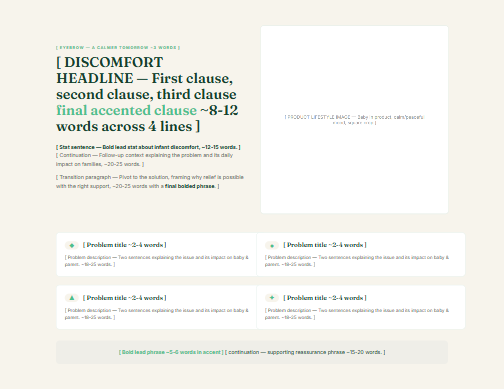 [ EYEBROW — A CALMER TOMORROW ~3 WORDS ]
[ DISCOMFORT
HEADLINE — First clause,
second clause, third clause
final accented clause ~8-12
words across 4 lines ]
[ Stat sentence — Bold lead stat about infant discomfort, ~12-15 words. ]
[ Continuation — Follow-up context explaining the problem and its daily
impact on families, ~20-25 words. ]
[ Transition paragraph — Pivot to the solution, framing why relief is possible
with the right support, ~20-25 words with a final bolded phrase. ]
[ PRODUCT LIFESTYLE IMAGE — Baby in product, calm/peaceful
mood, square crop ]
[ Problem title ~2-4 words ]
[ Problem description — Two sentences explaining the issue and its impact on baby &
parent, ~18-25 words. ]
[ Problem title ~2-4 words ]
[ Problem description — Two sentences explaining the issue and its impact on baby &
parent, ~18-25 words. ]
[ Problem title ~2-4 words ]
[ Problem description — Two sentences explaining the issue and its impact on baby &
parent, ~18-25 words. ]
[ Problem title ~2-4 words ]
[ Problem description — Two sentences explaining the issue and its impact on baby &
parent, ~18-25 words. ]
[ Bold lead phrase ~5-6 words in accent ] [ continuation — supporting reassurance phrase ~15-20 words. ]